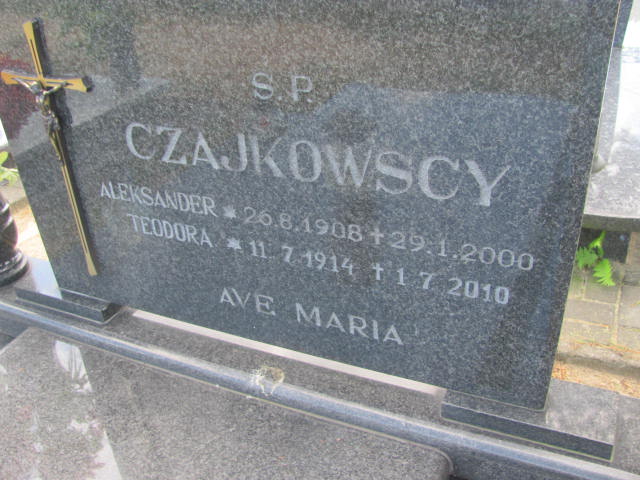 S.P.
CZAJKOWSCY
ALEKSANDER * 26.8.1908 + 29.1.2000
TEODORA * 11.7.1914 + 1.7.2010
AVE MARIA